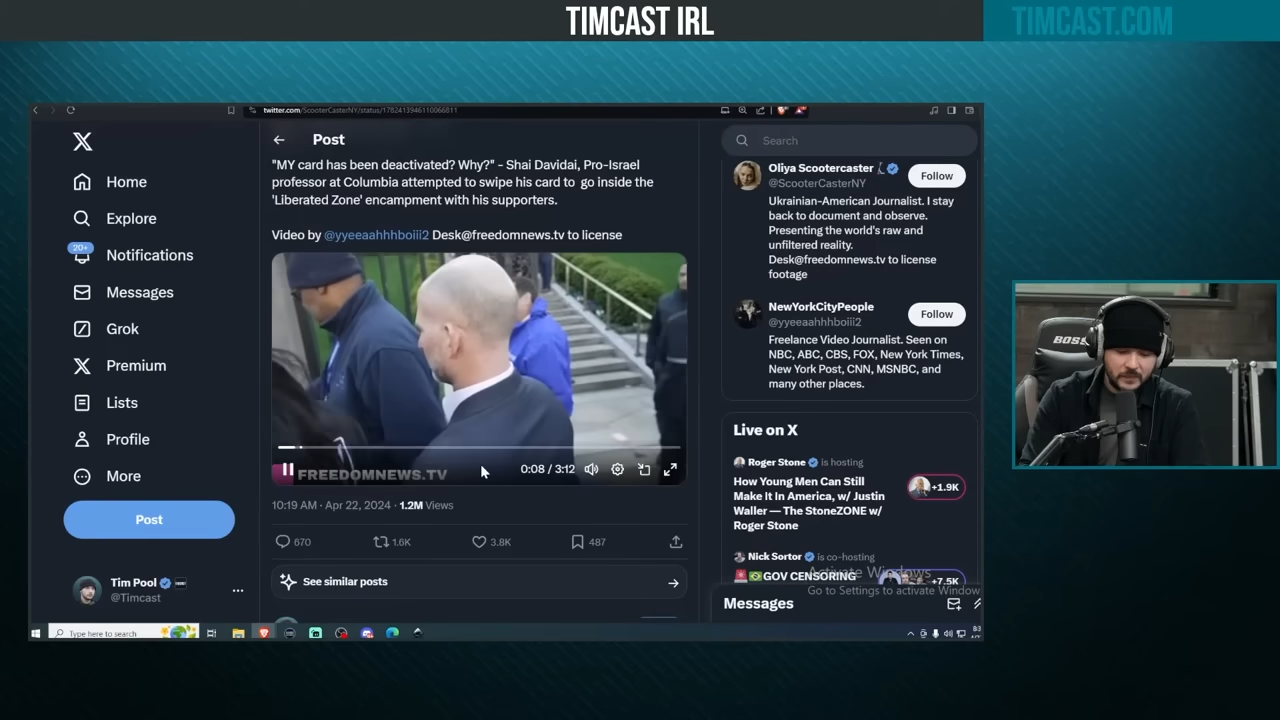 TIMCAST IRL
TIMCAST.COM
twitter.com/ScooterCasterNY/status/1782413946110066811
Home
Explore
20+
Notifications
Messages
Grok
Premium
Lists
Profile
More
Post
Tim Pool
@Timcast
Post
"MY card has been deactivated? Why?" - Shai Davidai, Pro-Israel
professor at Columbia attempted to swipe his card to go inside the
'Liberated Zone' encampment with his supporters.
Video by @yyeeaahhhboiii2 Desk@freedomnews.tv to license
FREEDOMNEWS.TV
0:08 / 3:12
10:19 AM · Apr 22, 2024 · 1.2M Views
670
1.6K
3.8K
487
See similar posts
Search
Oliya Scootercaster
@ScooterCasterNY
Follow
Ukrainian-American Journalist. I stay
back to document and observe.
Presenting the world's raw and
unfiltered reality.
Desk@freedomnews.tv to license
footage
NewYorkCityPeople
@yyeeaahhhboiii2
Follow
Freelance Video Journalist. Seen on
NBC, ABC, CBS, FOX, New York Times,
New York Post, CNN, MSNBC, and
many other places.
Live on X
Roger Stone is hosting
How Young Men Can Still
Make It In America, w/ Justin
Waller — The StoneZONE w/
Roger Stone
+1.9K
Nick Sortor is co-hosting
GOV CENSORING
+7.5K
Activate Windows
Go to Settings to activate Window
Messages
Type here to search
BOSS